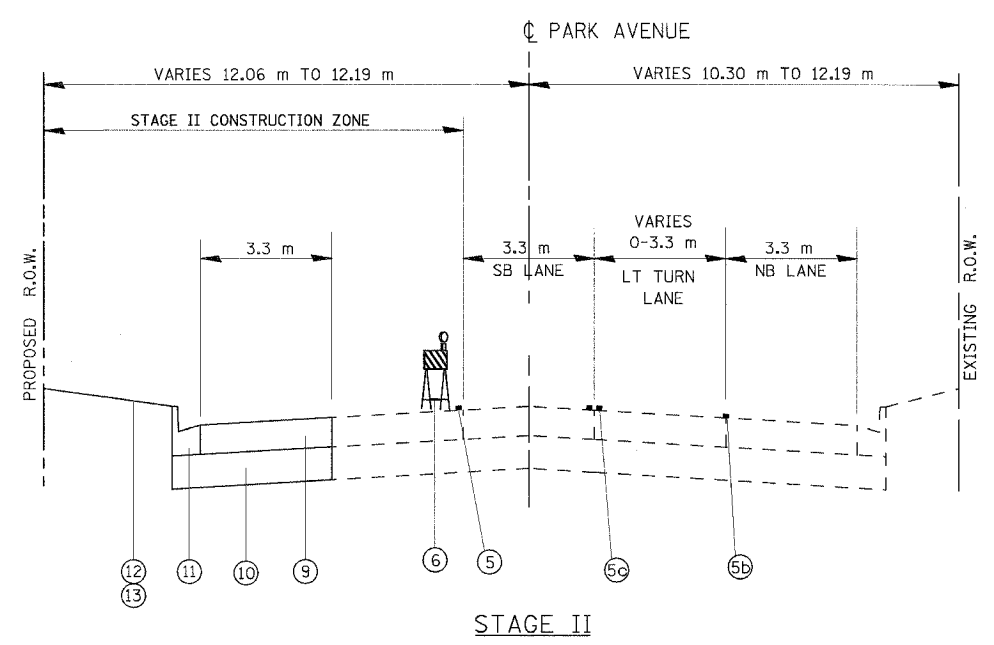 ℄ PARK AVENUE
VARIES 12.06 m TO 12.19 m
VARIES 10.30 m TO 12.19 m
STAGE II CONSTRUCTION ZONE
PROPOSED R.O.W.
EXISTING R.O.W.
3.3 m
3.3 m
SB LANE
VARIES
0-3.3 m
LT TURN
LANE
3.3 m
NB LANE
12
13
11
10
9
6
5
5c
5b
STAGE II